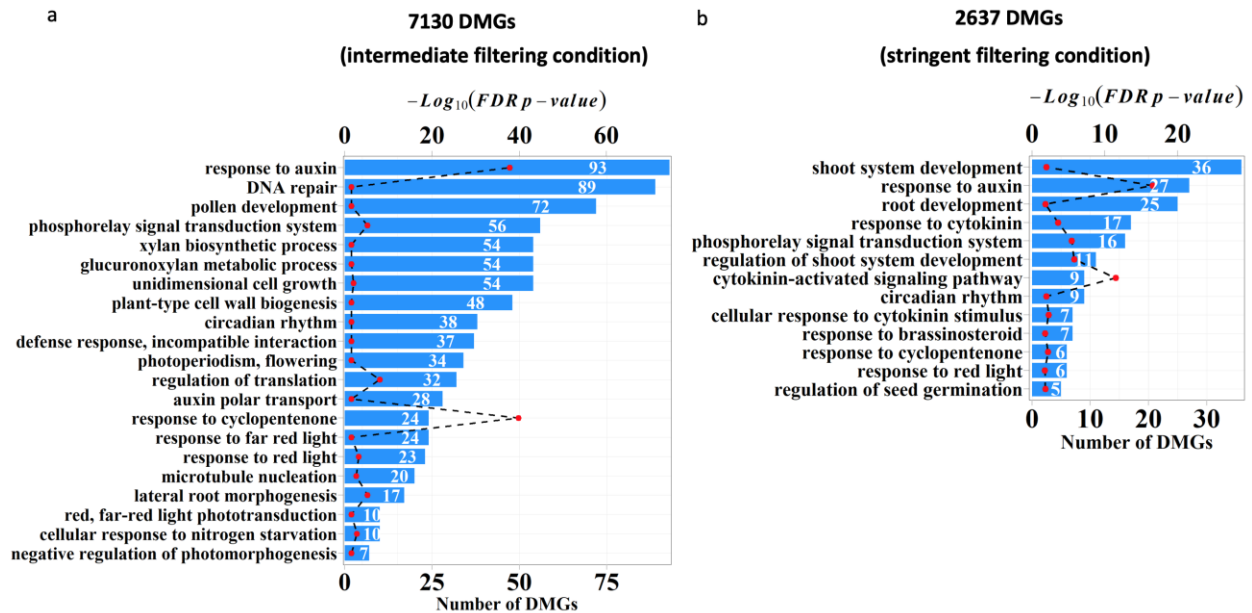 a
7130 DMGs
(intermediate filtering condition)
−Log10(FDR p − value)
0 20 40 60
response to auxin 93
DNA repair 89
pollen development 72
phosphorelay signal transduction system 56
xylan biosynthetic process 54
glucuronoxylan metabolic process 54
unidimensional cell growth 54
plant-type cell wall biogenesis 48
circadian rhythm 38
defense response, incompatible interaction 37
photoperiodism, flowering 34
regulation of translation 32
auxin polar transport 28
response to cyclopentenone 24
response to far red light 24
response to red light 23
microtubule nucleation 20
lateral root morphogenesis 17
red, far-red light phototransduction 10
cellular response to nitrogen starvation 10
negative regulation of photomorphogenesis 7
0 25 50 75
Number of DMGs
b
2637 DMGs
(stringent filtering condition)
−Log10(FDR p − value)
0 10 20
shoot system development 36
response to auxin 27
root development 25
response to cytokinin 17
phosphorelay signal transduction system 16
regulation of shoot system development 11
cytokinin-activated signaling pathway 9
circadian rhythm 9
cellular response to cytokinin stimulus 7
response to brassinosteroid 7
response to cyclopentenone 6
response to red light 6
regulation of seed germination 5
0 10 20 30
Number of DMGs